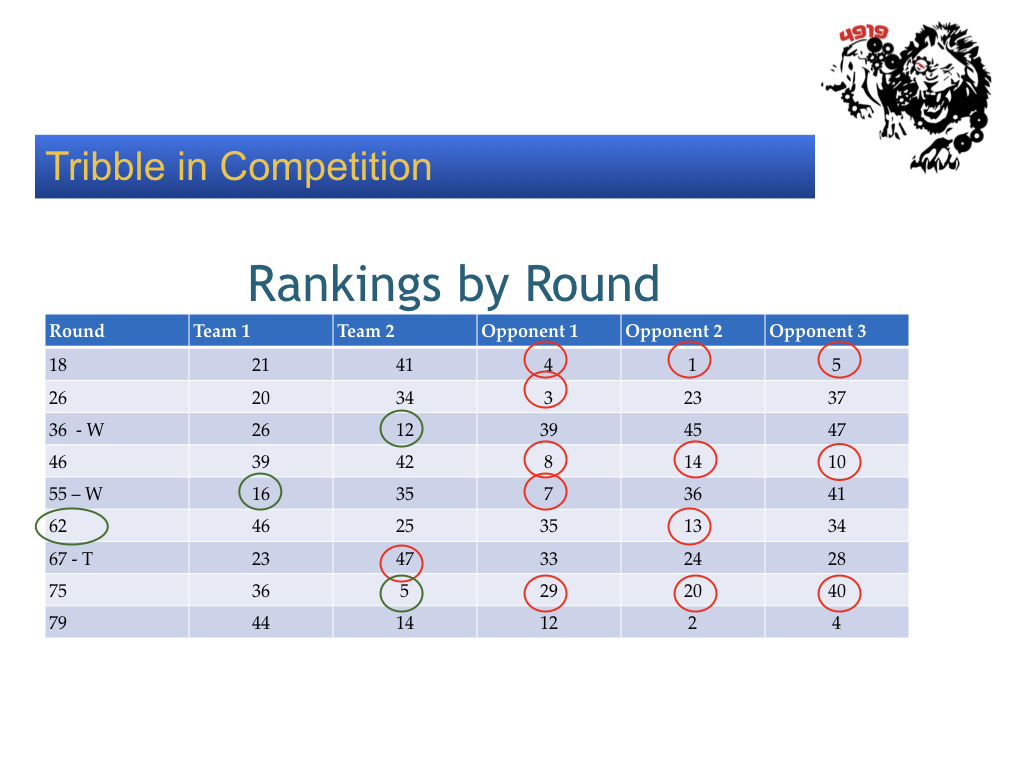 4919
Tribble in Competition
Rankings by Round
Round Team 1 Team 2 Opponent 1 Opponent 2 Opponent 3
18 21 41 4 1 5
26 20 34 3 23 37
36 - W 26 12 39 45 47
46 39 42 8 14 10
55 – W 16 35 7 36 41
62 46 25 35 13 34
67 - T 23 47 33 24 28
75 36 5 29 20 40
79 44 14 12 2 4